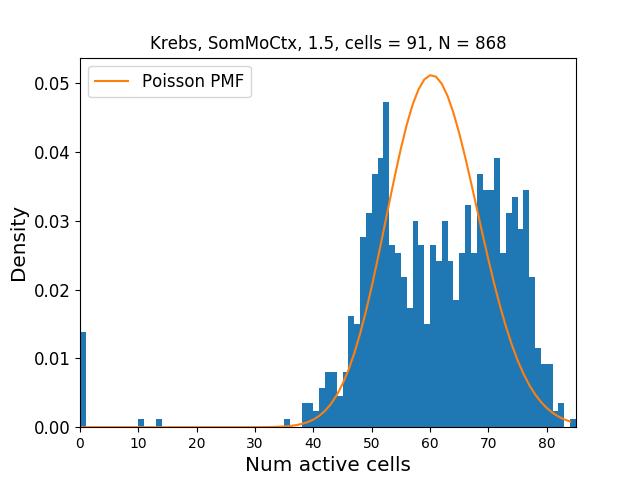 Krebs, SomMoCtx, 1.5, cells = 91, N = 868
Poisson PMF
0.05
0.04
0.03
0.02
0.01
0.00
Density
0 10 20 30 40 50 60 70 80
Num active cells